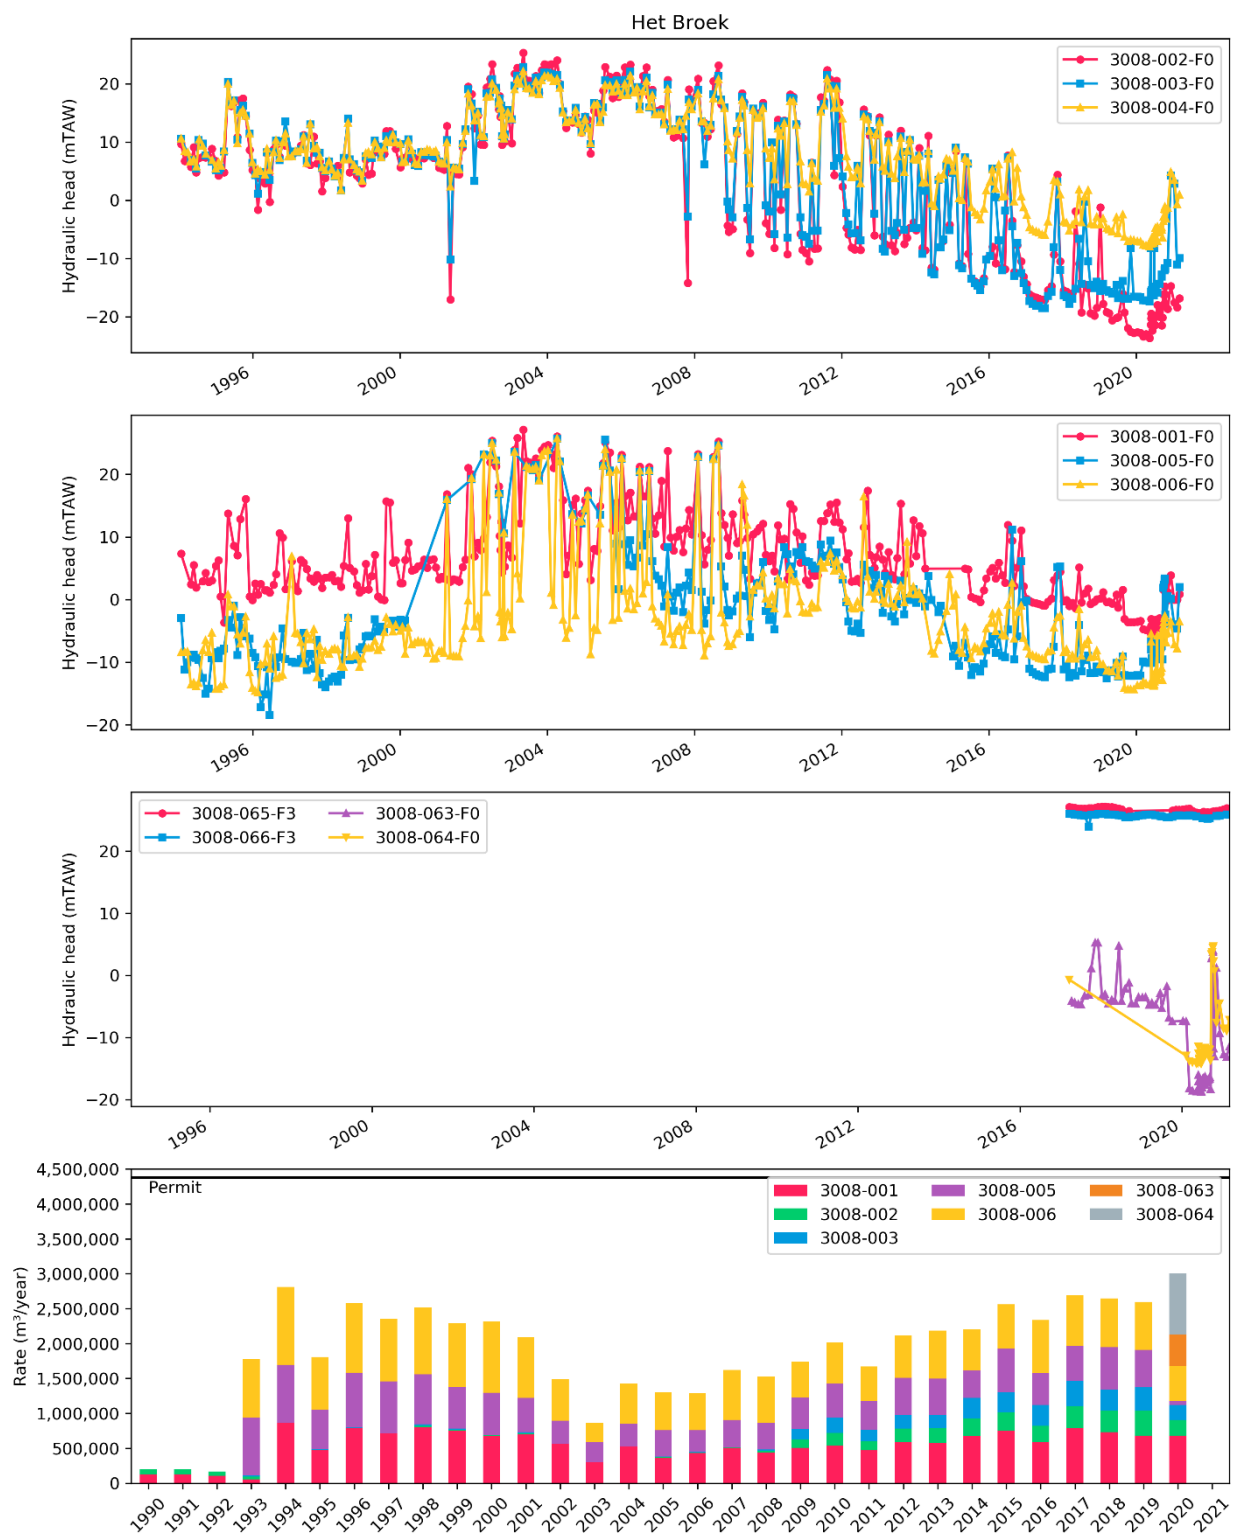 Het Broek
Hydraulic head (mTAW)
20
10
0
−10
−20
3008-002-F0
3008-003-F0
3008-004-F0
1996 2000 2004 2008 2012 2016 2020
Hydraulic head (mTAW)
20
10
0
−10
−20
3008-001-F0
3008-005-F0
3008-006-F0
1996 2000 2004 2008 2012 2016 2020
Hydraulic head (mTAW)
20
10
0
−10
−20
3008-065-F3 3008-063-F0
3008-066-F3 3008-064-F0
1996 2000 2004 2008 2012 2016 2020
Rate (m³/year)
4,500,000
4,000,000
3,500,000
3,000,000
2,500,000
2,000,000
1,500,000
1,000,000
500,000
0
Permit
3008-001 3008-005 3008-063
3008-002 3008-006 3008-064
3008-003
1990 1991 1992 1993 1994 1995 1996 1997 1998 1999 2000 2001 2002 2003 2004 2005 2006 2007 2008 2009 2010 2011 2012 2013 2014 2015 2016 2017 2018 2019 2020 2021